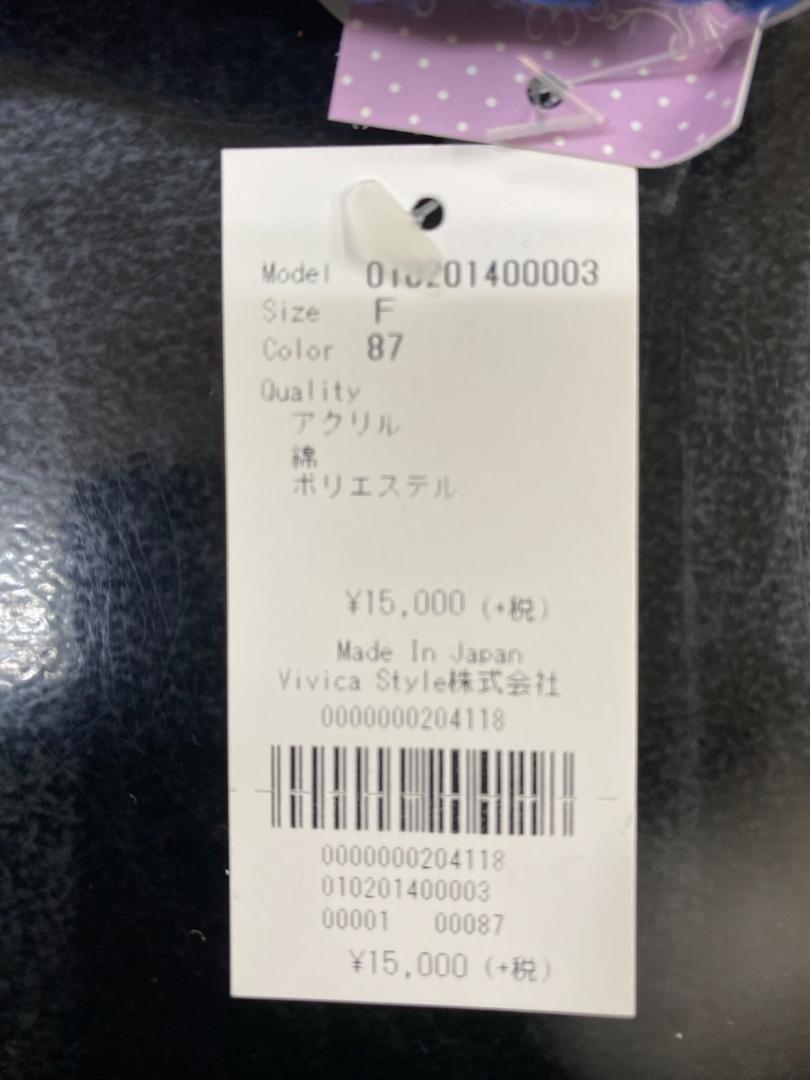 Model 010201400003
Size F
Color 87
Quality
アクリル
綿
ポリエステル
¥15,000 (+税)
Made In Japan
Vivica Style株式会社
0000000204118
0000000204118
010201400003
00001 00087
¥15,000 (+税)